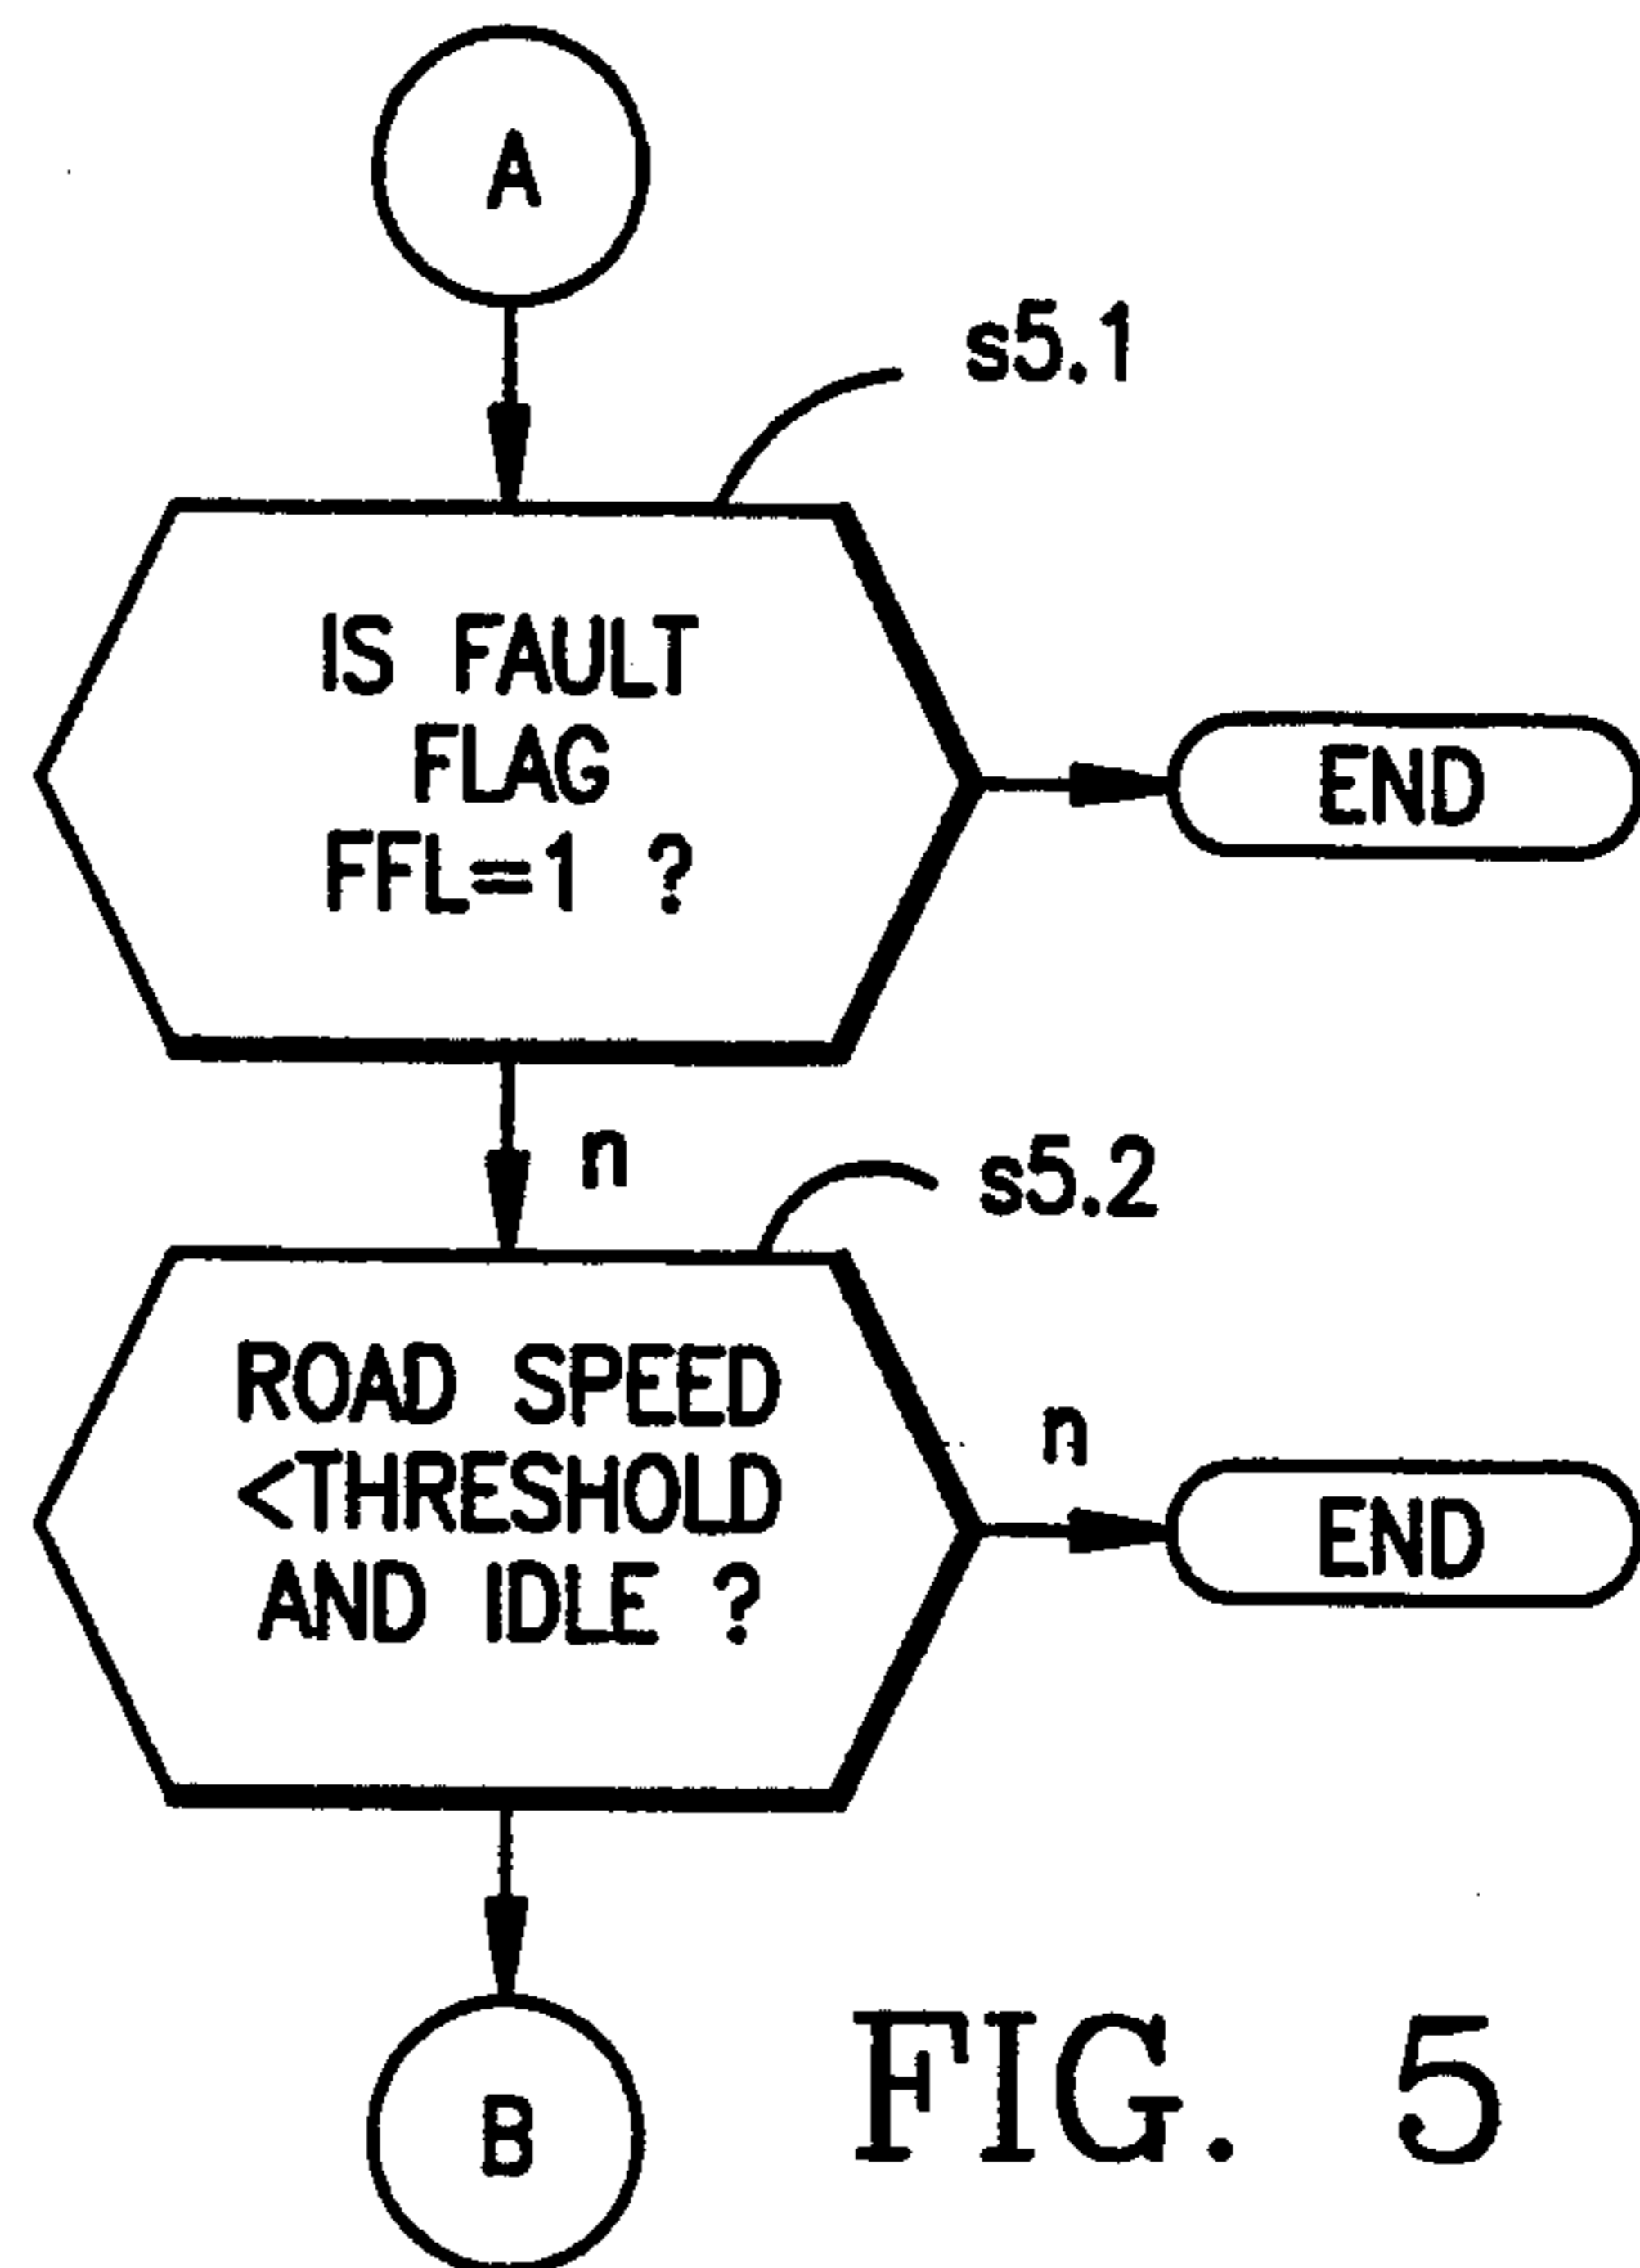 A
s5.1
IS FAULT
FLAG
FFL=1 ?
END
n
s5.2
ROAD SPEED
<THRESHOLD
AND IDLE ?
n
END
B
FIG. 5